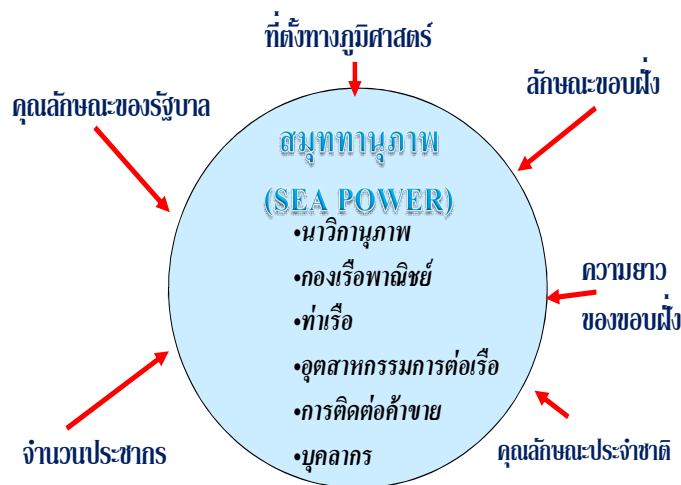 ที่ตั้งทางภูมิศาสตร์
ลักษณะขอบฝั่ง
คุณลักษณะของรัฐบาล
สมุททานุภาพ
(SEA POWER)
•นาวิกานุภาพ
•กองเรือพาณิชย์
•ท่าเรือ
•อุตสาหกรรมการต่อเรือ
•การติดต่อค้าขาย
•บุคลากร
ความยาว
ของขอบฝั่ง
จำนวนประชากร
คุณลักษณะประจำชาติ